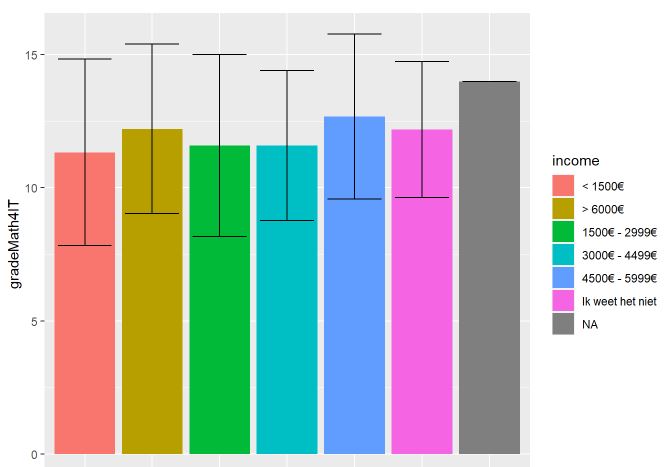 15
10
5
0
gradeMath4IT
income
< 1500€
> 6000€
1500€ - 2999€
3000€ - 4499€
4500€ - 5999€
Ik weet het niet
NA